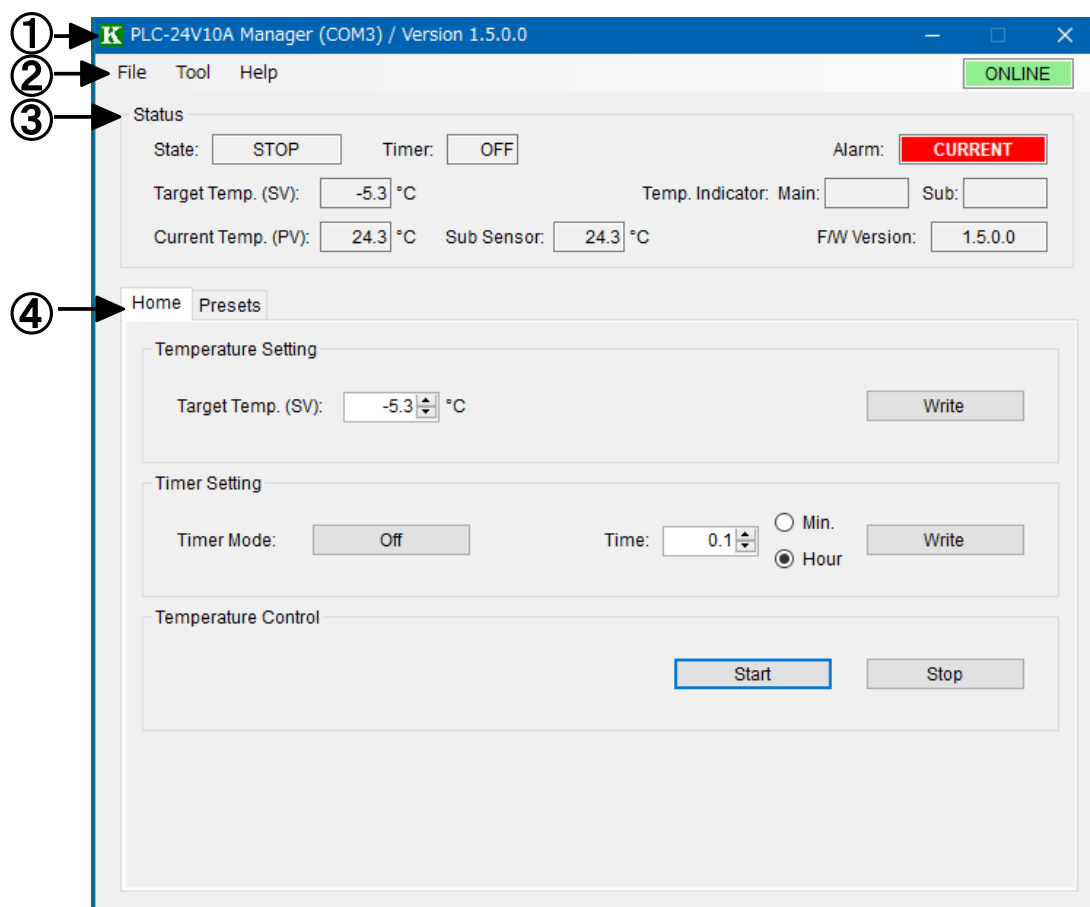 ① K PLC-24V10A Manager (COM3) / Version 1.5.0.0
② File Tool Help ONLINE
③ Status
State: STOP Timer: OFF Alarm: CURRENT
Target Temp. (SV): -5.3 °C Temp. Indicator: Main: Sub:
Current Temp. (PV): 24.3 °C Sub Sensor: 24.3 °C F/W Version: 1.5.0.0
④ Home Presets
Temperature Setting
Target Temp. (SV): -5.3 °C Write
Timer Setting
Min.
Timer Mode: Off Time: 0.1 Write
Hour
Temperature Control
Start Stop